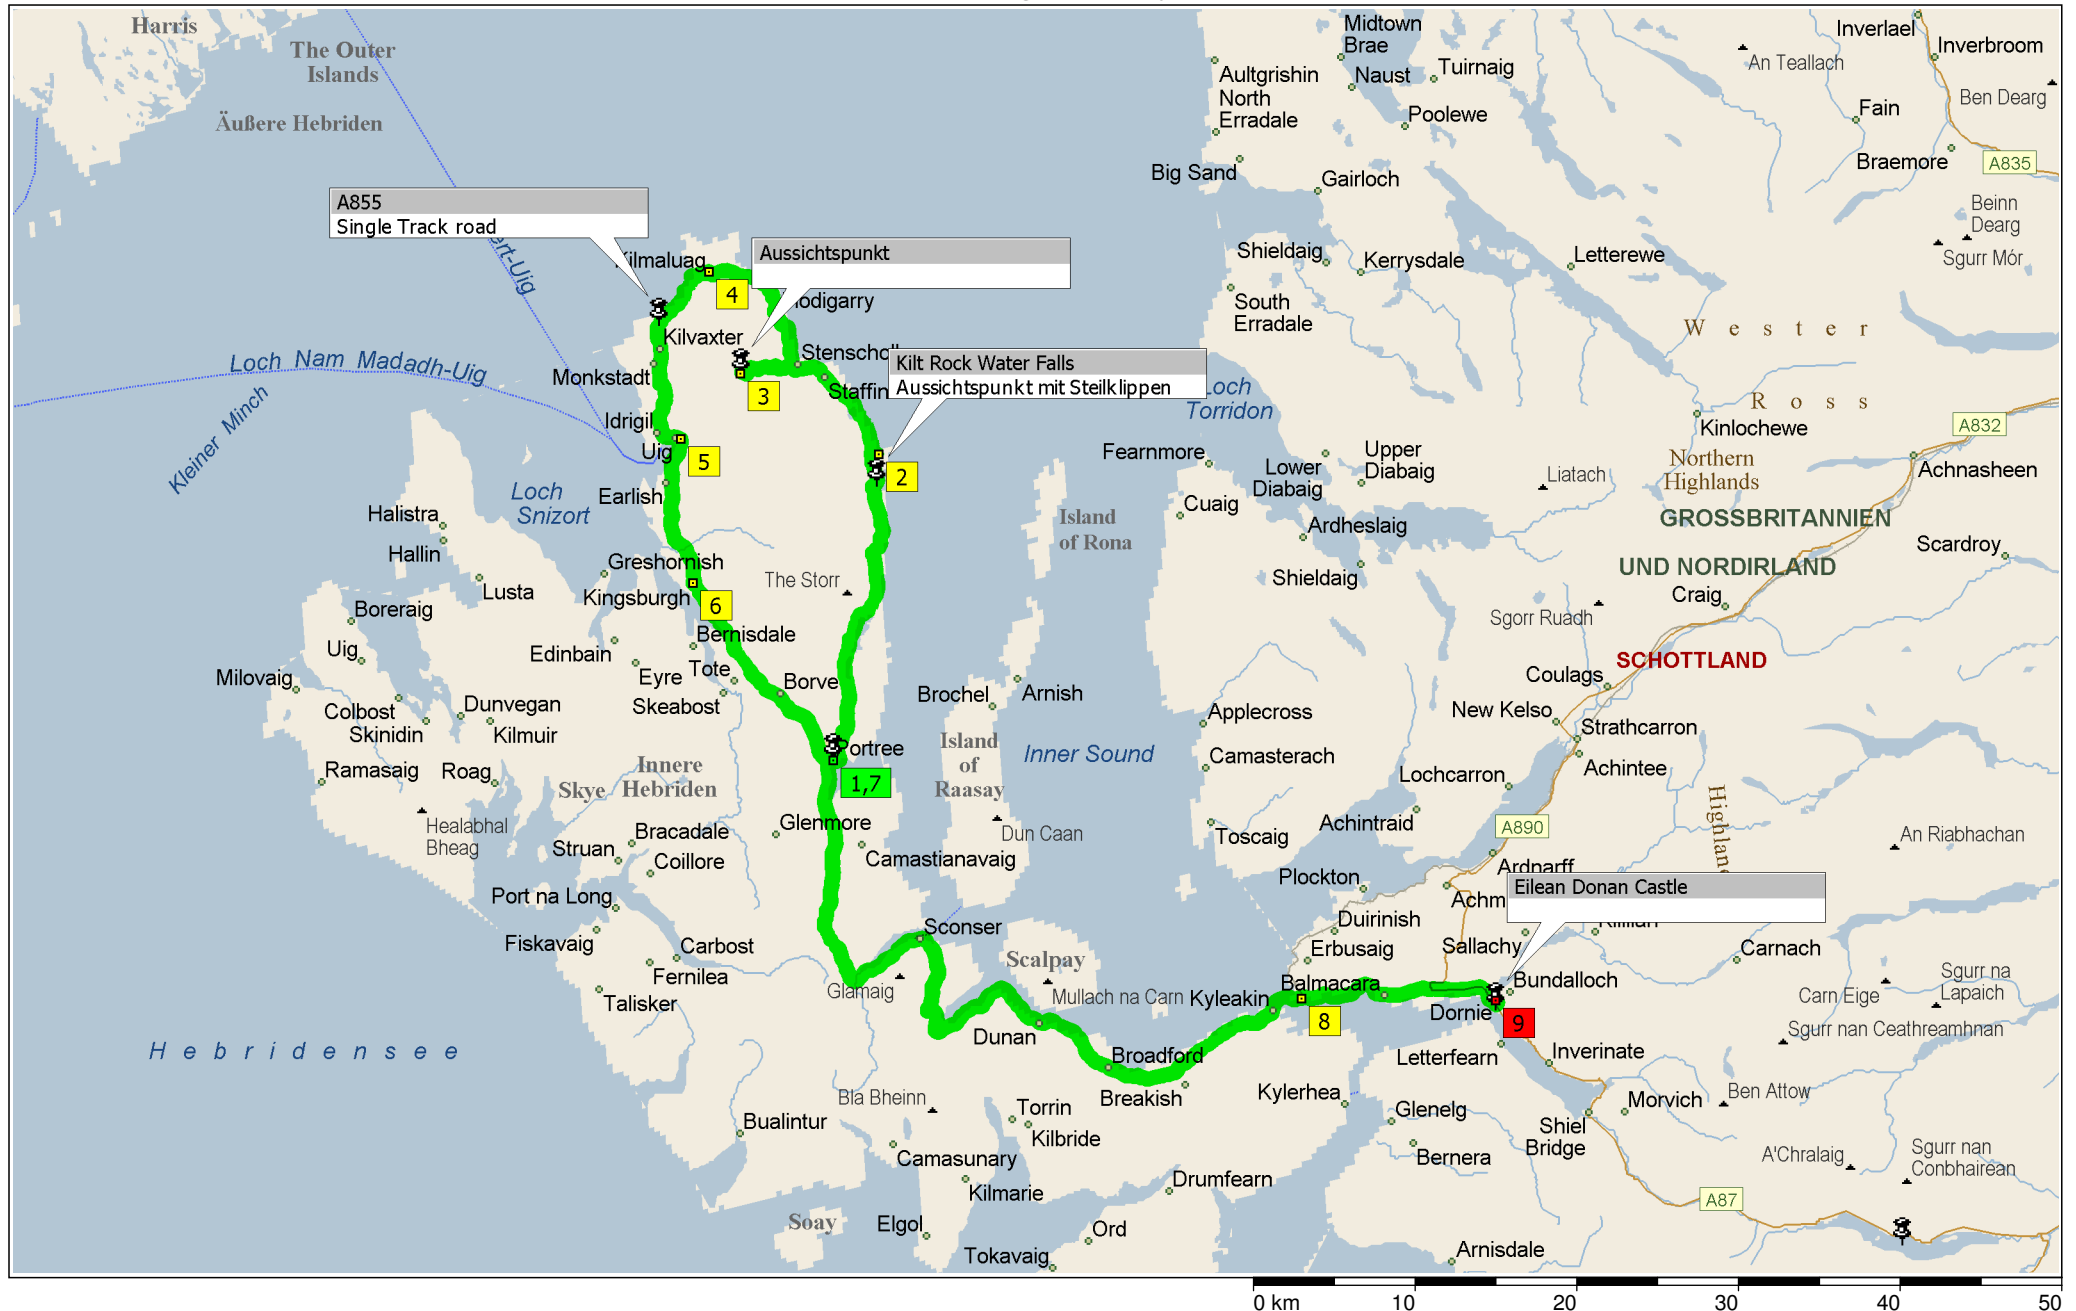 Harris
The Outer
Islands
Äußere Hebriden
Midtown
Brae
Aultgrishin
Naust
Tuirnaig
North
Erradale
Poolewe
Big Sand
Gairloch
Inverlael
Inverbroom
An Teallach
Ben Dearg
Fain
Braemore
A835
Beinn
Dearg
Sgurr Mór
A855
Single Track road
ert-Uig
Kilmaluag
4
Aussichtspunkt
odigarry
Shieldaig
Kerrysdale
Letterewe
South
Erradale
Wester
Ross
Kilvaxter
Stenscholl
Loch Nam Madadh-Uig
Monkstadt
3
Staffin
Kilt Rock Water Falls
Aussichtspunkt mit Steilklippen
Loch
Torridon
Kleiner Minch
Idrigil
Uig
5
2
Earlish
Loch
Snizort
Halistra
Hallin
Lusta
Fearnmore
Cuaig
Lower
Diabaig
Upper
Diabaig
Liatach
Ardheslaig
Shieldaig
A832
Kinlochewe
Northern
Highlands
Achnasheen
GROSSBRITANNIEN
UND NORDIRLAND
Scardroy
Craig
Sgorr Ruadh
SCHOTTLAND
Island
of Rona
Greshornish
Kingsburgh
6
The Storr
Bernisdale
Boreraig
Uig
Milovaig
Edinbain
Eyre
Tote
Skeabost
Borve
Colbost
Skinidin
Dunvegan
Kilmuir
Brochel
Arnish
Applecross
Camasterach
Coulags
New Kelso
Strathcarron
Achintee
Lochcarron
Portree
1,7
Island
of
Raasay
Inner Sound
Ramasaig
Roag
Skye
Innere
Hebriden
Healabhal
Bheag
Bracadale
Struan
Coillore
Glenmore
Camastianavaig
Dun Caan
Toscaig
Achintraid
A890
Highlan
An Riabhachan
Ardnarff
Plockton
Achm
Eilean Donan Castle
Killilan
Port na Long
Fiskavaig
Carbost
Fernilea
Talisker
Sconser
Scalpay
Mullach na Carn
Glamaig
Duirinish
Erbusaig
Sallachy
Carnach
Balmacara
Kyleakin
8
Bundalloch
Dornie
9
Carn Eige
Sgurr na
Lapaich
Sgurr nan Ceathreamhnan
Hebridensee
Dunan
Broadford
Breakish
Letterfearn
Inverinate
Bla Bheinn
Torrin
Kilbride
Kylerhea
Glenelg
Shiel
Bridge
Morvich
Ben Attow
Bualintur
Camasunary
Kilmarie
Bernera
A'Chralaig
Sgurr nan
Conbhairean
Drumfearn
A87
Soay
Elgol
Ord
Tokavaig
Arnisdale
0 km
10
20
30
40
50